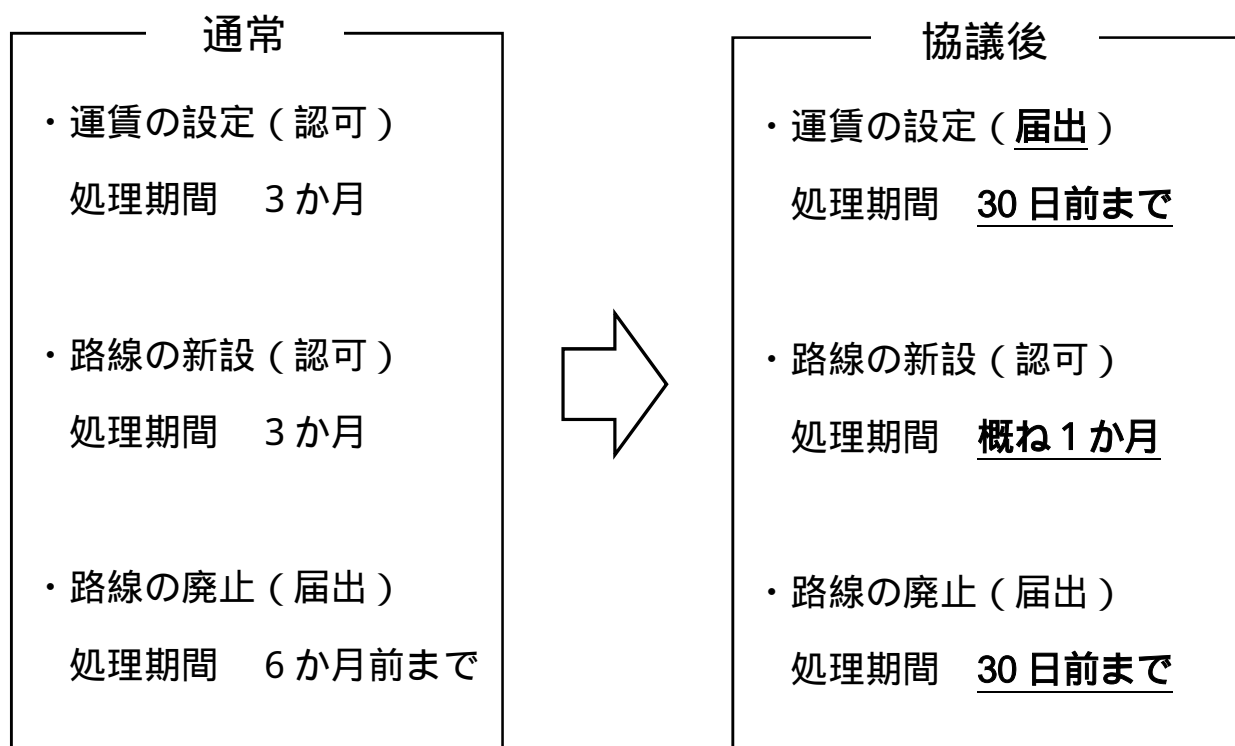 通常
・運賃の設定（認可）
処理期間　3か月
・路線の新設（認可）
処理期間　3か月
・路線の廃止（届出）
処理期間　6か月前まで
協議後
・運賃の設定（届出）
処理期間　30日前まで
・路線の新設（認可）
処理期間　概ね1か月
・路線の廃止（届出）
処理期間　30日前まで